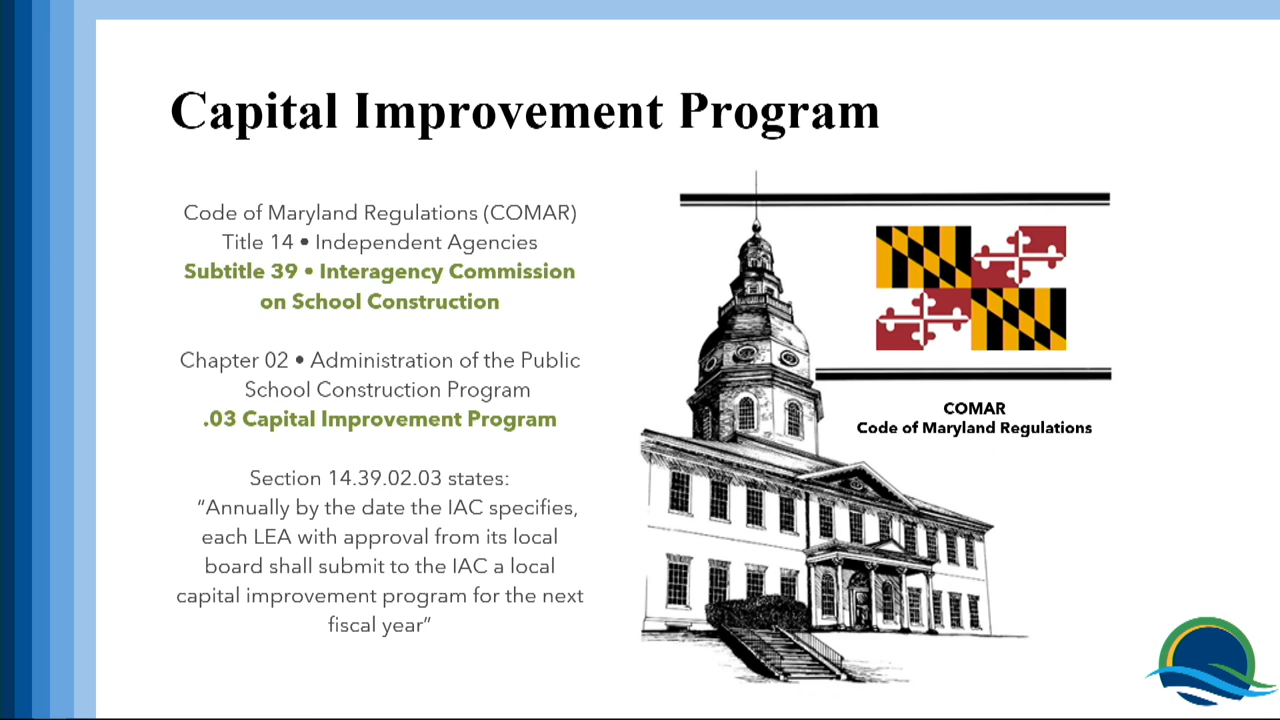 Capital Improvement Program
Code of Maryland Regulations (COMAR)
Title 14 • Independent Agencies
Subtitle 39 • Interagency Commission
on School Construction
Chapter 02 • Administration of the Public
School Construction Program
.03 Capital Improvement Program
Section 14.39.02.03 states:
“Annually by the date the IAC specifies,
each LEA with approval from its local
board shall submit to the IAC a local
capital improvement program for the next
fiscal year”
COMAR
Code of Maryland Regulations